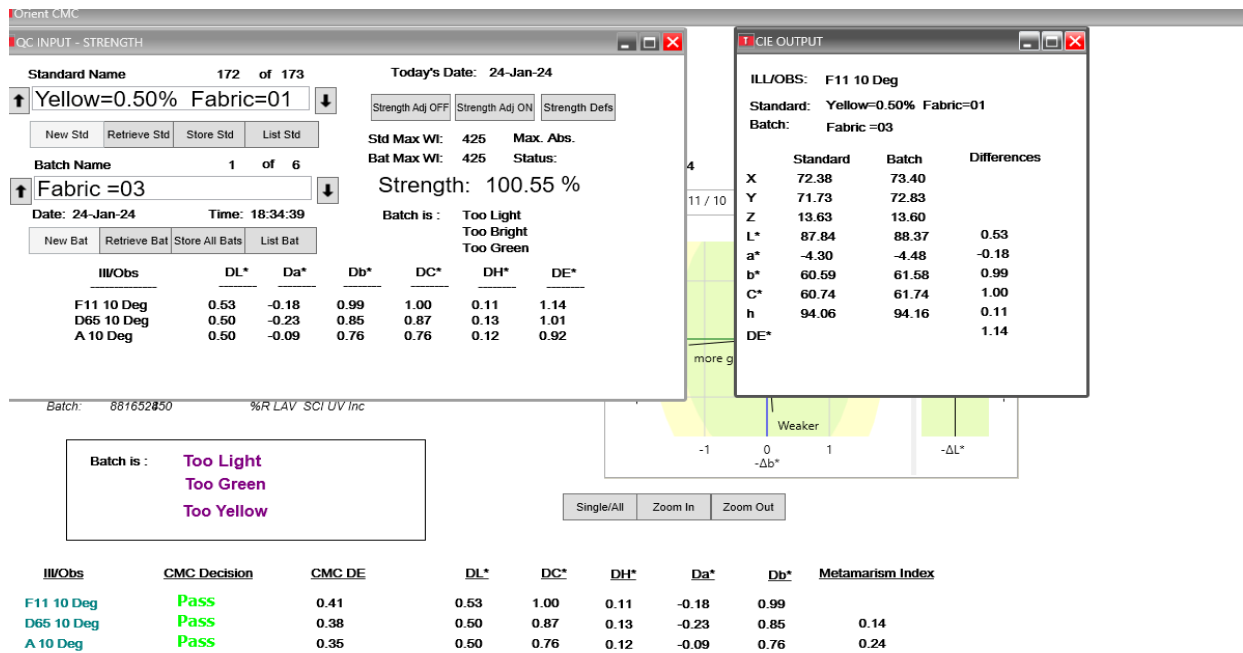 Orient CMC
QC INPUT - STRENGTH
Standard Name 172 of 173
Yellow=0.50% Fabric=01
New Std Retrieve Std Store Std List Std
Batch Name 1 of 6
Fabric =03
Date: 24-Jan-24 Time: 18:34:39
New Bat Retrieve Bat Store All Bats List Bat
Today's Date: 24-Jan-24
Strength Adj OFF Strength Adj ON Strength Defs
Std Max Wl: 425 Max. Abs.
Bat Max Wl: 425 Status:
Strength: 100.55 %
Batch is : Too Light
Too Bright
Too Green
Ill/Obs DL* Da* Db* DC* DH* DE*
F11 10 Deg 0.53 -0.18 0.99 1.00 0.11 1.14
D65 10 Deg 0.50 -0.23 0.85 0.87 0.13 1.01
A 10 Deg 0.50 -0.09 0.76 0.76 0.12 0.92
CIE OUTPUT
ILL/OBS: F11 10 Deg
Standard: Yellow=0.50% Fabric=01
Batch: Fabric =03
Standard Batch Differences
X 72.38 73.40
Y 71.73 72.83
Z 13.63 13.60
L* 87.84 88.37 0.53
a* -4.30 -4.48 -0.18
b* 60.59 61.58 0.99
C* 60.74 61.74 1.00
h 94.06 94.16 0.11
DE* 1.14
4
11 / 10
more g
Weaker
-1 0 1
-Δb*
-ΔL*
Batch: %R LAV SCI UV Inc
Batch is : Too Light
Too Green
Too Yellow
Single/All Zoom In Zoom Out
Ill/Obs CMC Decision CMC DE DL* DC* DH* Da* Db* Metamarism Index
F11 10 Deg Pass 0.41 0.53 1.00 0.11 -0.18 0.99
D65 10 Deg Pass 0.38 0.50 0.87 0.13 -0.23 0.85 0.14
A 10 Deg Pass 0.35 0.50 0.76 0.12 -0.09 0.76 0.24